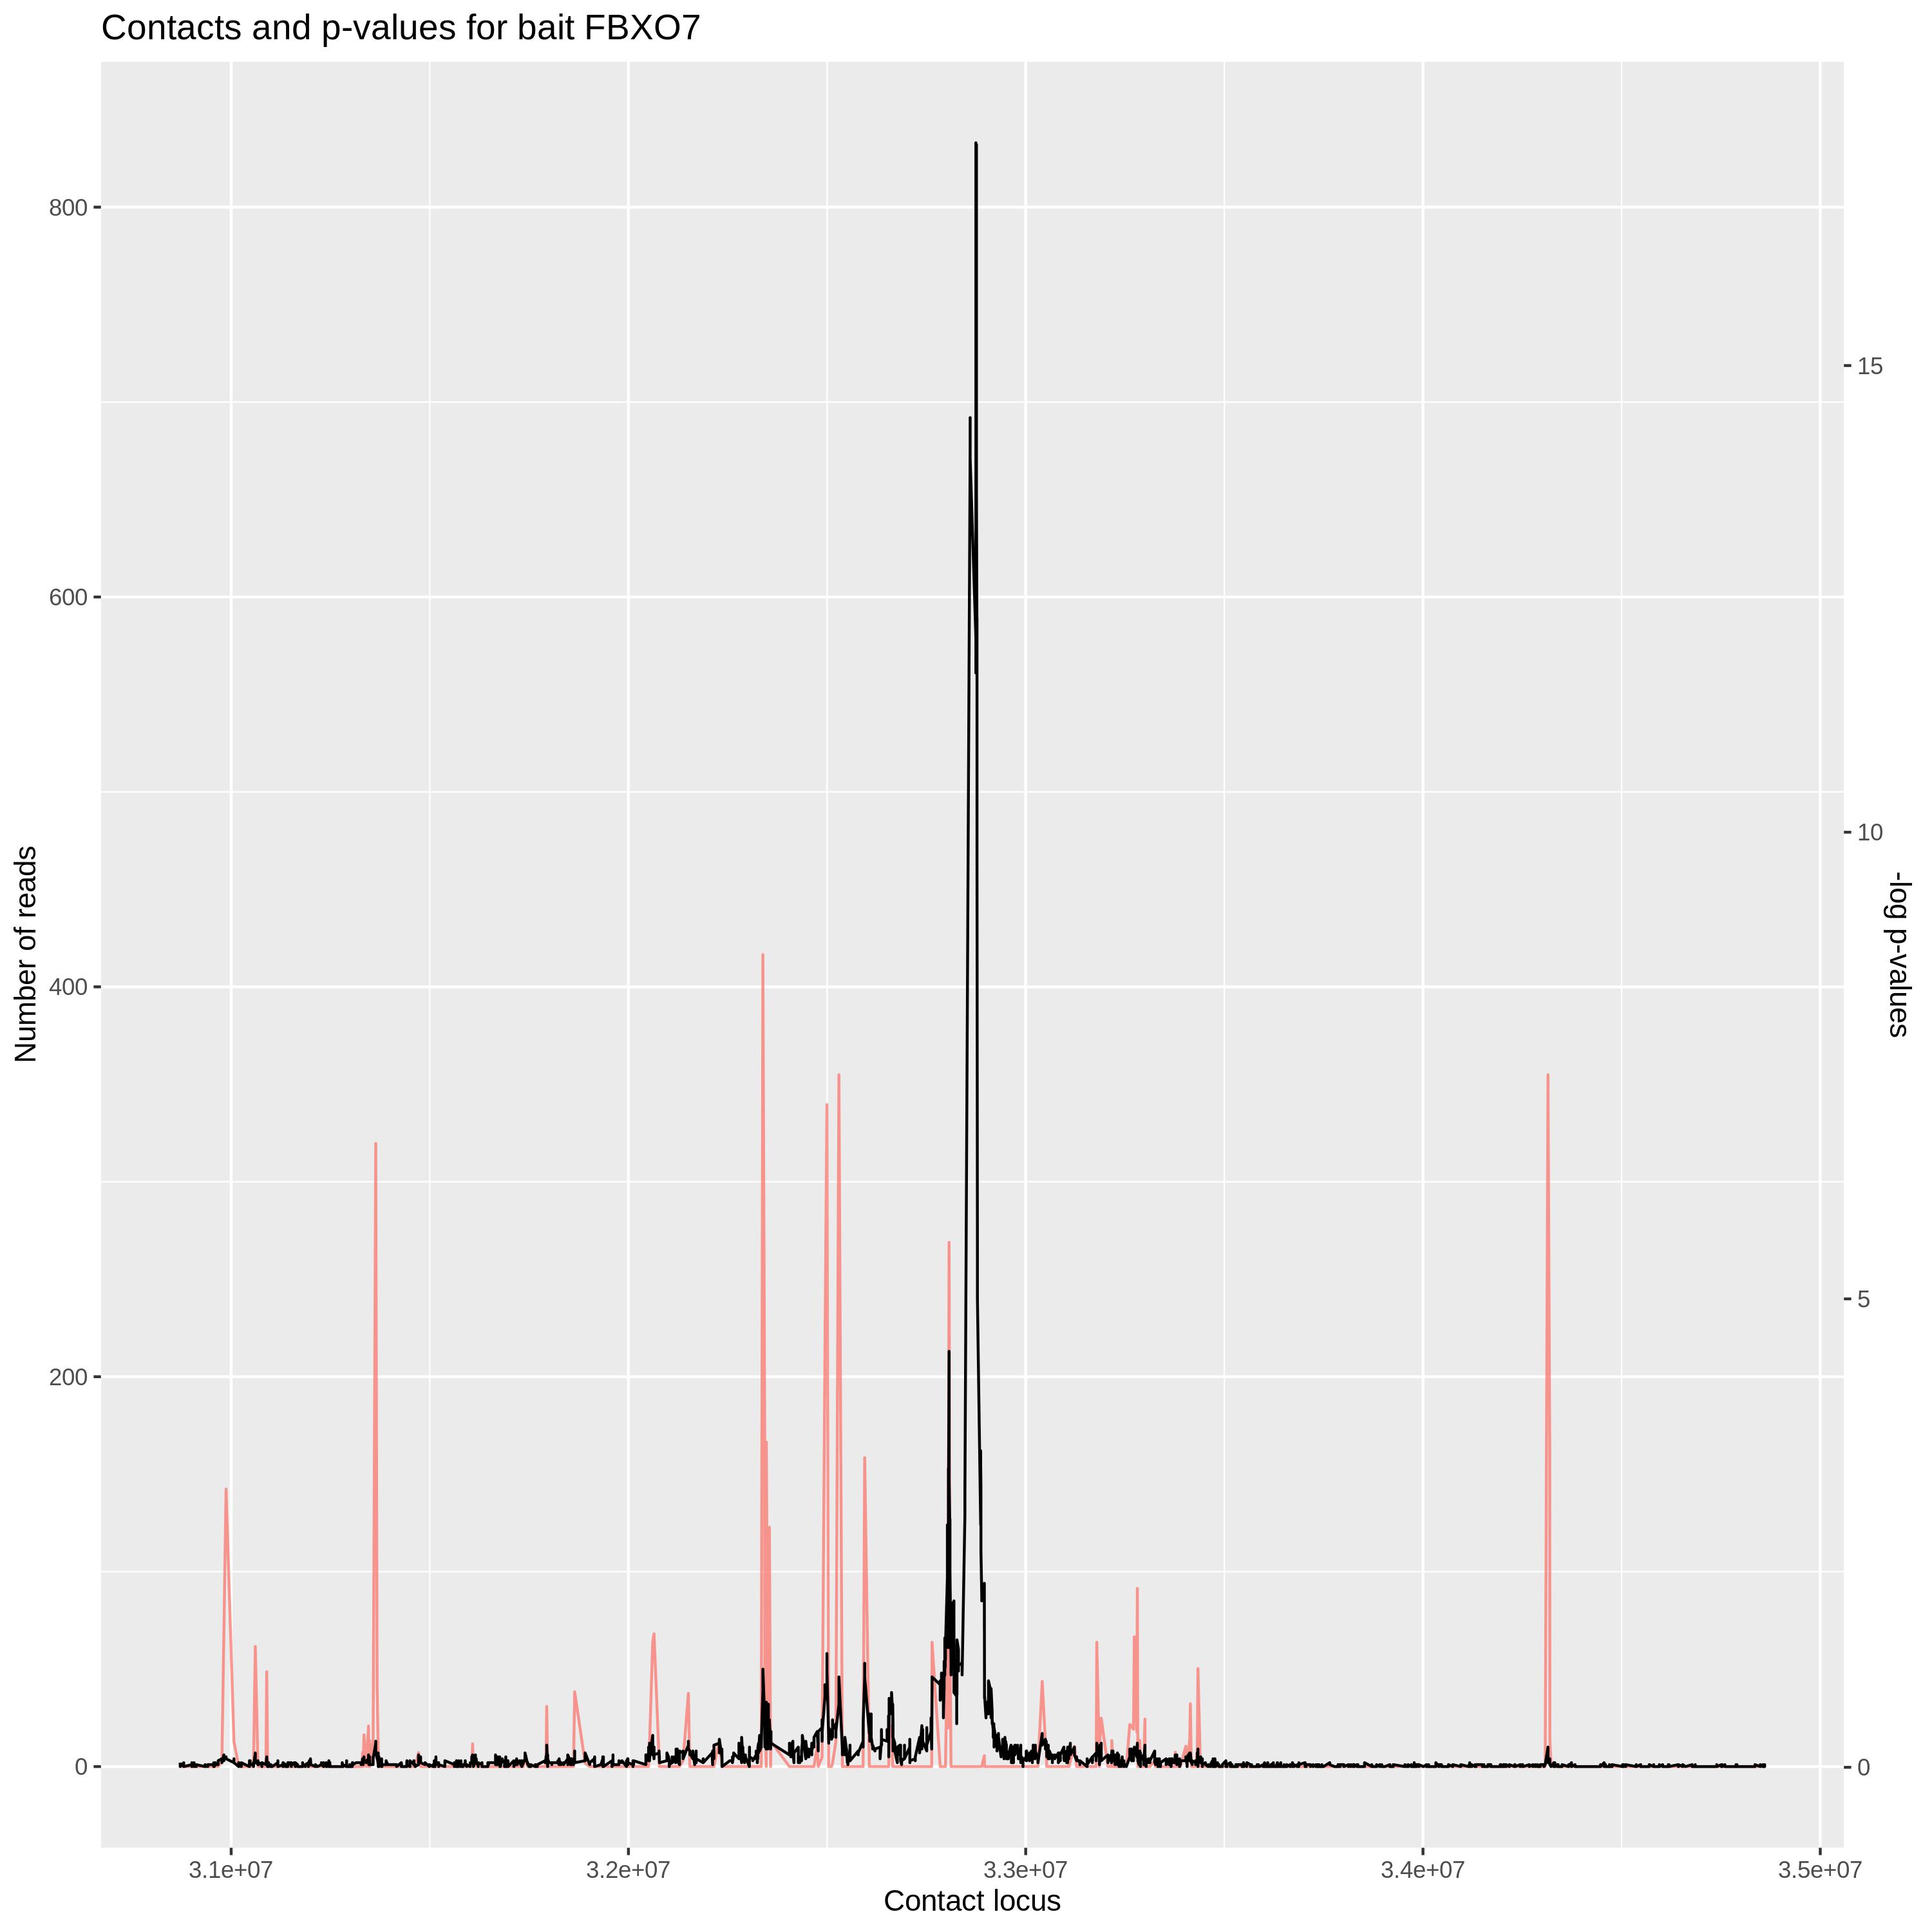 Contacts and p-values for bait FBXO7
800
600
400
200
0
Number of reads
15
10
5
0
-log p-values
3.1e+07 3.2e+07 3.3e+07 3.4e+07 3.5e+07
Contact locus